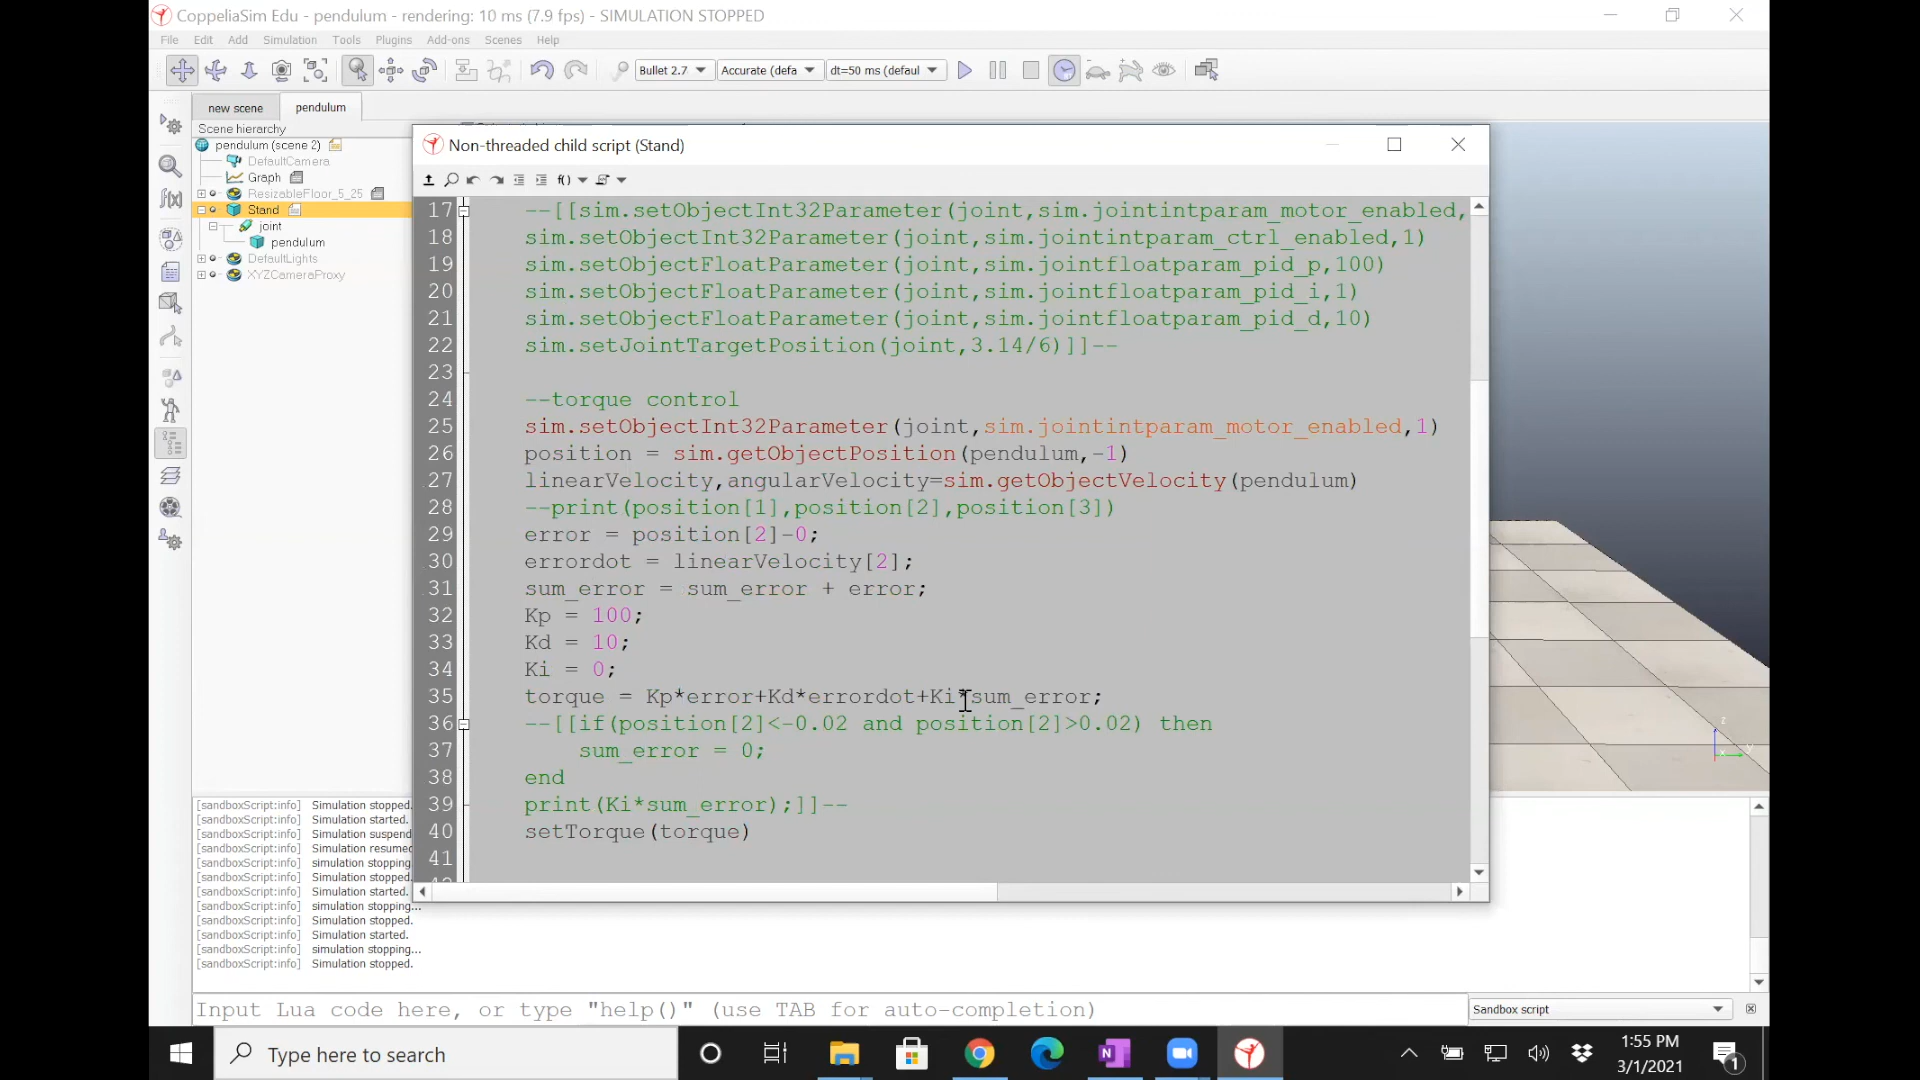 CoppeliaSim Edu - pendulum - rendering: 10 ms (7.9 fps) - SIMULATION STOPPED
File Edit Add Simulation Tools Plugins Add-ons Scenes Help
Bullet 2.7 Accurate (defa dt=50 ms (defaul
new scene pendulum
Scene hierarchy
pendulum (scene 2)
DefaultCamera
Graph
ResizableFloor_5_25
Stand
joint
pendulum
DefaultLights
XYZCameraProxy
Non-threaded child script (Stand)
f()
17 --[[sim.setObjectInt32Parameter(joint,sim.jointintparam_motor_enabled,
18 sim.setObjectInt32Parameter(joint,sim.jointintparam_ctrl_enabled,1)
19 sim.setObjectFloatParameter(joint,sim.jointfloatparam_pid_p,100)
20 sim.setObjectFloatParameter(joint,sim.jointfloatparam_pid_i,1)
21 sim.setObjectFloatParameter(joint,sim.jointfloatparam_pid_d,10)
22 sim.setJointTargetPosition(joint,3.14/6)]]--
23
24 --torque control
25 sim.setObjectInt32Parameter(joint,sim.jointintparam_motor_enabled,1)
26 position = sim.getObjectPosition(pendulum,-1)
27 linearVelocity,angularVelocity=sim.getObjectVelocity(pendulum)
28 --print(position[1],position[2],position[3])
29 error = position[2]-0;
30 errordot = linearVelocity[2];
31 sum_error = sum_error + error;
32 Kp = 100;
33 Kd = 10;
34 Ki = 0;
35 torque = Kp*error+Kd*errordot+Ki*sum_error;
36 --[[if(position[2]<-0.02 and position[2]>0.02) then
37 sum_error = 0;
38 end
39 print(Ki*sum_error);]]--
40 setTorque(torque)
41
[sandboxScript:info] Simulation stopped.
[sandboxScript:info] Simulation started.
[sandboxScript:info] Simulation suspend
[sandboxScript:info] Simulation resumed
[sandboxScript:info] simulation stopping
[sandboxScript:info] Simulation stopped.
[sandboxScript:info] Simulation started.
[sandboxScript:info] simulation stopping...
[sandboxScript:info] Simulation stopped.
[sandboxScript:info] Simulation started.
[sandboxScript:info] simulation stopping...
[sandboxScript:info] Simulation stopped.
Input Lua code here, or type "help()" (use TAB for auto-completion)
Sandbox script
Type here to search
1:55 PM
3/1/2021
1